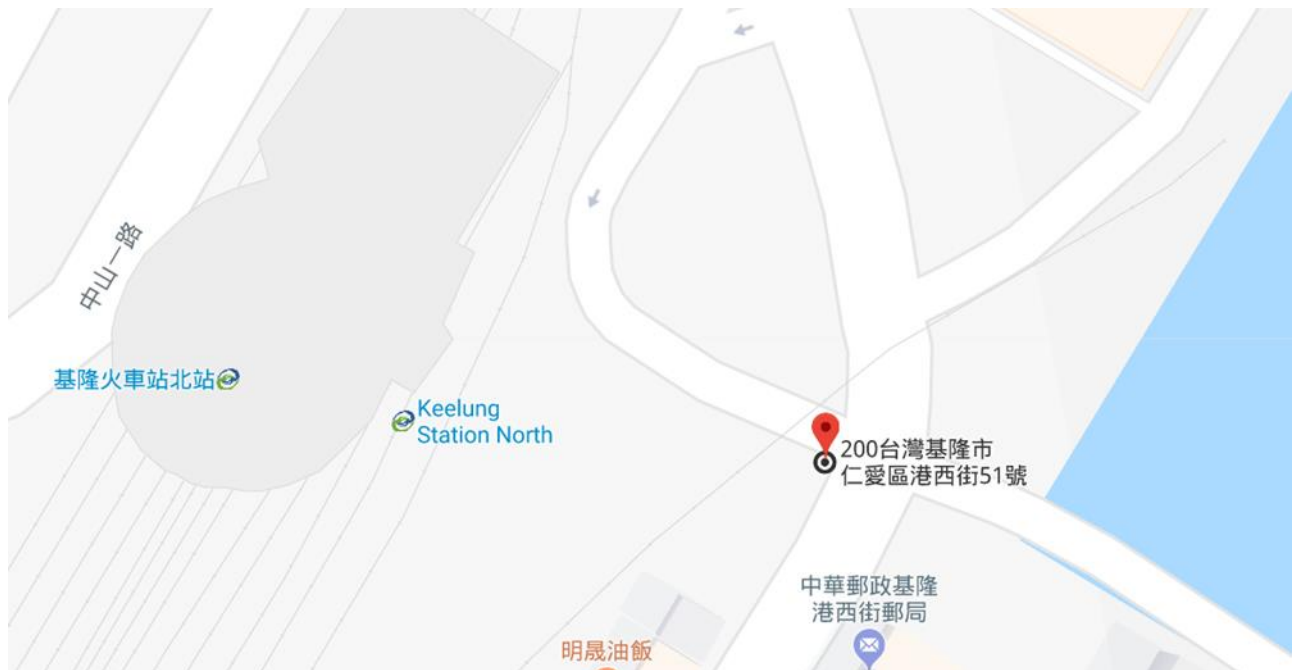 中山一路
基隆火車站北站
Keelung
Station North
200台灣基隆市
仁愛區港西街51號
中華郵政基隆
港西街郵局
明晟油飯